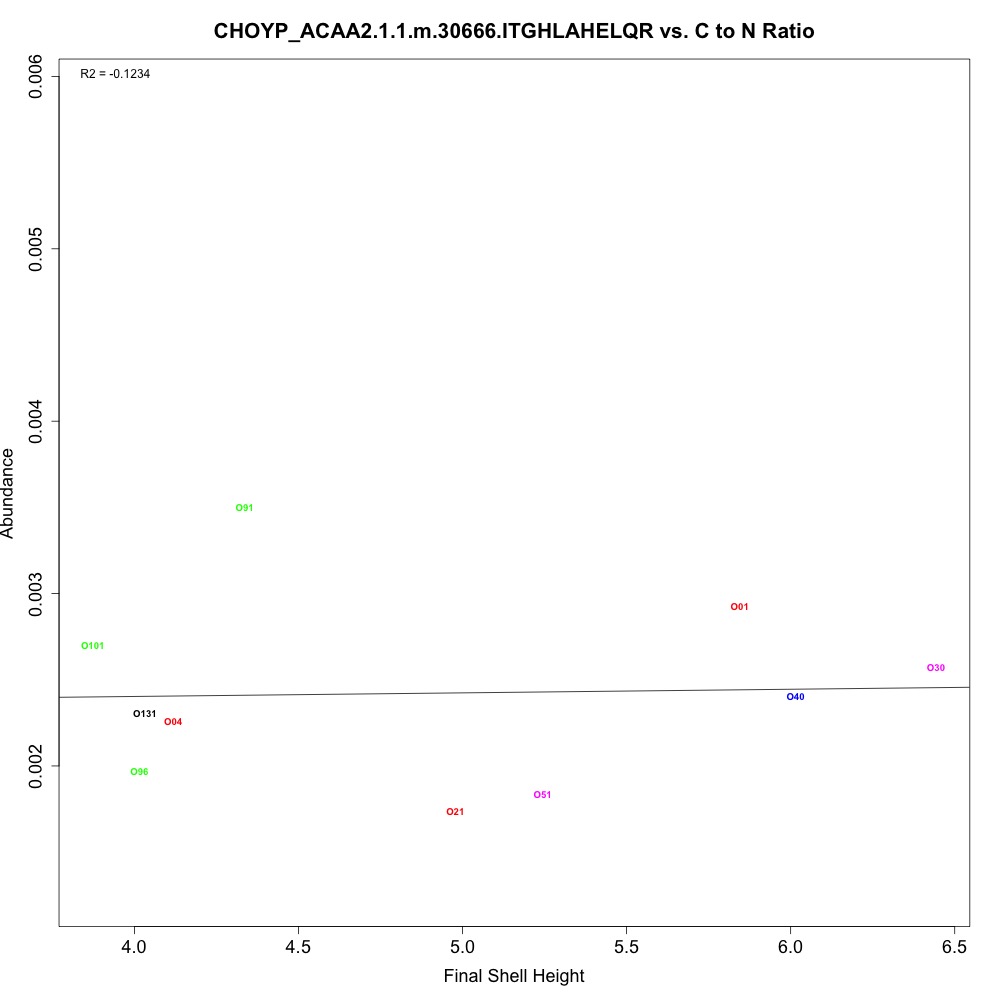 CHOYP_ACAA2.1.1.m.30666.ITGHLAHELQR vs. C to N Ratio
R2 = -0.1234
0.006
0.005
0.004
Abundance
O91
0.003
O01
O101
O30
O40
O131
O04
0.002
O96
O51
O21
4.0 4.5 5.0 5.5 6.0 6.5
Final Shell Height